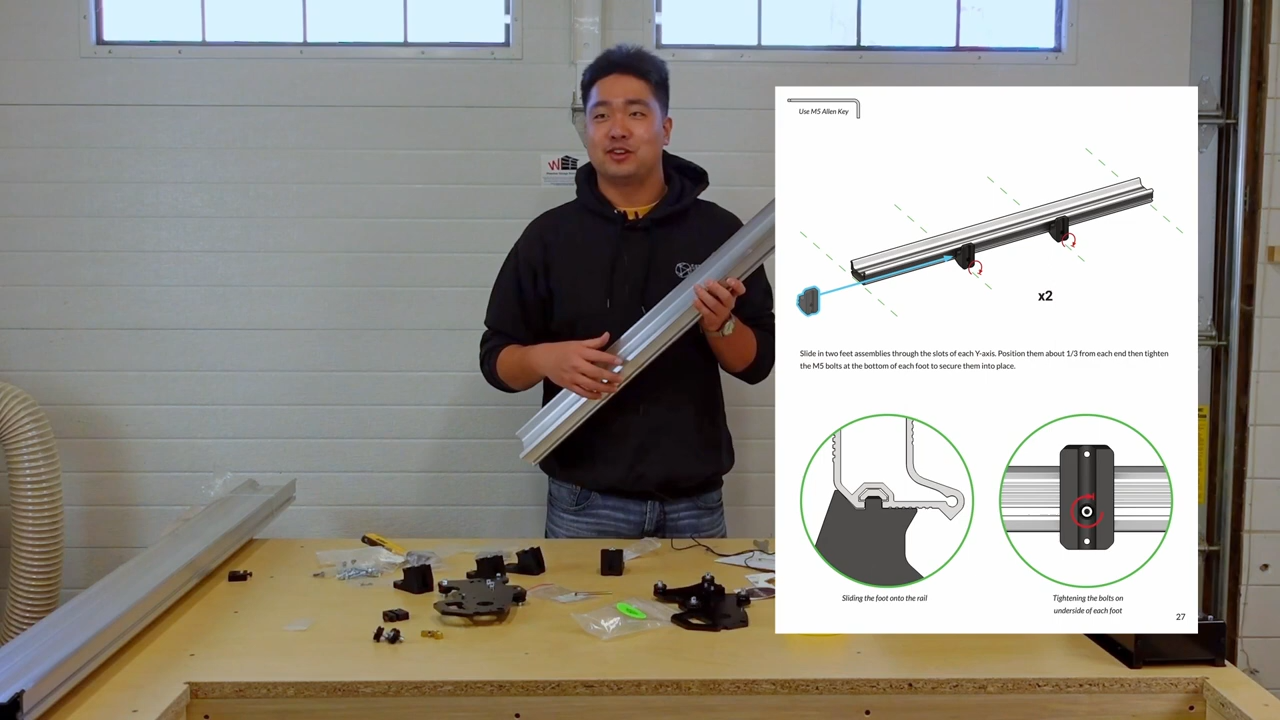 Use M5 Allen Key
x2
Slide in two feet assemblies through the slots of each Y-axis. Position them about 1/3 from each end then tighten
the M5 bolts at the bottom of each foot to secure them into place.
Sliding the foot onto the rail
Tightening the bolts on
underside of each foot
27